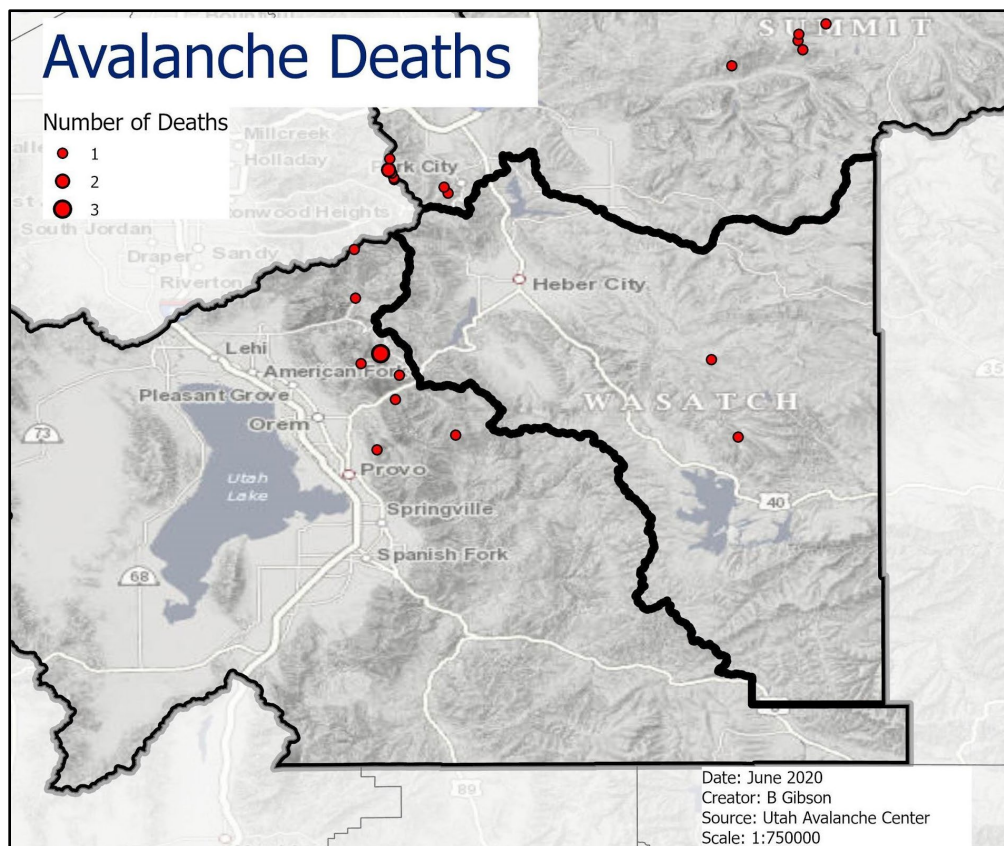 Avalanche Deaths
Number of Deaths
1
2
3
SUMMIT
Millcreek
Holladay
Park City
South Jordan
Draper
Sandy
Riverton
Heber City
Lehi
American Fork
Pleasant Grove
WASATCH
Orem
35
73
Provo
Utah
Lake
40
Springville
Spanish Fork
68
89
Date: June 2020
Creator: B Gibson
Source: Utah Avalanche Center
Scale: 1:750000